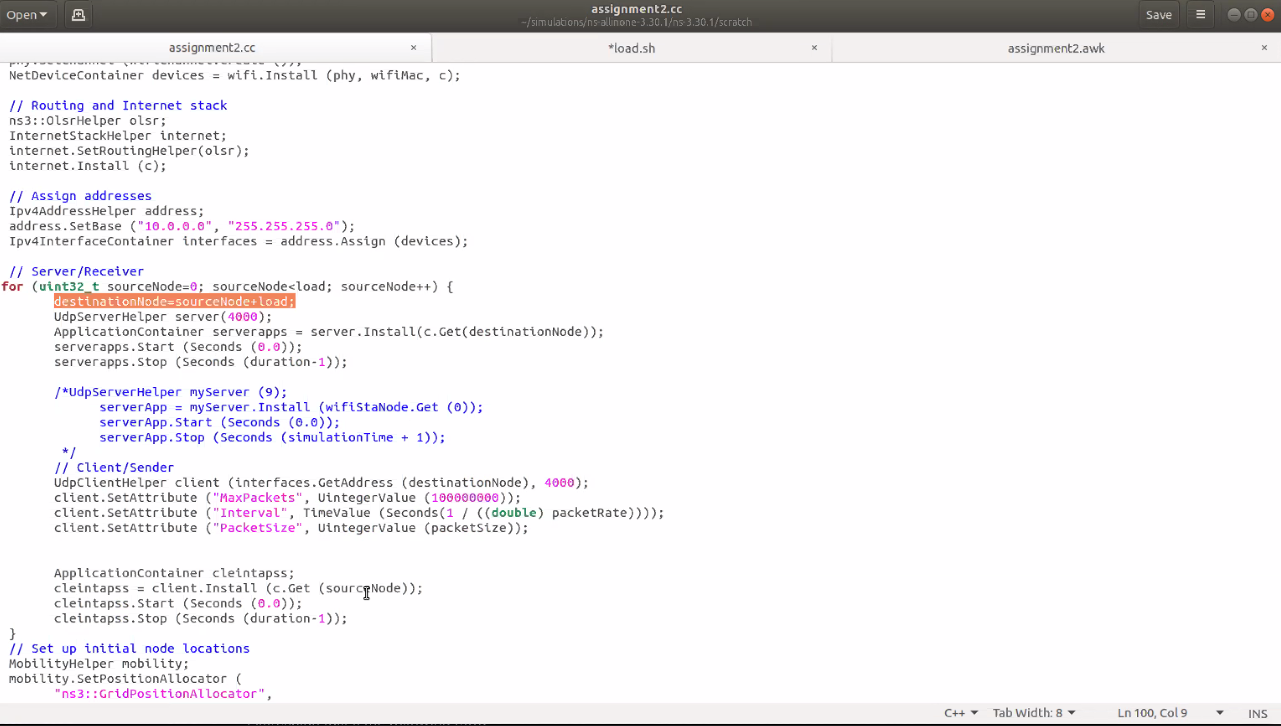 Open
assignment2.cc
~/simulations/ns-allinone-3.30.1/ns-3.30.1/scratch
Save
assignment2.cc ×
*load.sh ×
assignment2.awk ×
NetDeviceContainer devices = wifi.Install (phy, wifiMac, c);
// Routing and Internet stack
ns3::OlsrHelper olsr;
InternetStackHelper internet;
internet.SetRoutingHelper(olsr);
internet.Install (c);
// Assign addresses
Ipv4AddressHelper address;
address.SetBase ("10.0.0.0", "255.255.255.0");
Ipv4InterfaceContainer interfaces = address.Assign (devices);
// Server/Receiver
for (uint32_t sourceNode=0; sourceNode<load; sourceNode++) {
destinationNode=sourceNode+load;
UdpServerHelper server(4000);
ApplicationContainer serverapps = server.Install(c.Get(destinationNode));
serverapps.Start (Seconds (0.0));
serverapps.Stop (Seconds (duration-1));
/*UdpServerHelper myServer (9);
serverApp = myServer.Install (wifiStaNode.Get (0));
serverApp.Start (Seconds (0.0));
serverApp.Stop (Seconds (simulationTime + 1));
*/
// Client/Sender
UdpClientHelper client (interfaces.GetAddress (destinationNode), 4000);
client.SetAttribute ("MaxPackets", UintegerValue (100000000));
client.SetAttribute ("Interval", TimeValue (Seconds(1 / ((double) packetRate))));
client.SetAttribute ("PacketSize", UintegerValue (packetSize));
ApplicationContainer cleintapss;
cleintapss = client.Install (c.Get (sourceNode));
cleintapss.Start (Seconds (0.0));
cleintapss.Stop (Seconds (duration-1));
}
// Set up initial node locations
MobilityHelper mobility;
mobility.SetPositionAllocator (
"ns3::GridPositionAllocator",
C++ Tab Width: 8 Ln 100, Col 9 INS